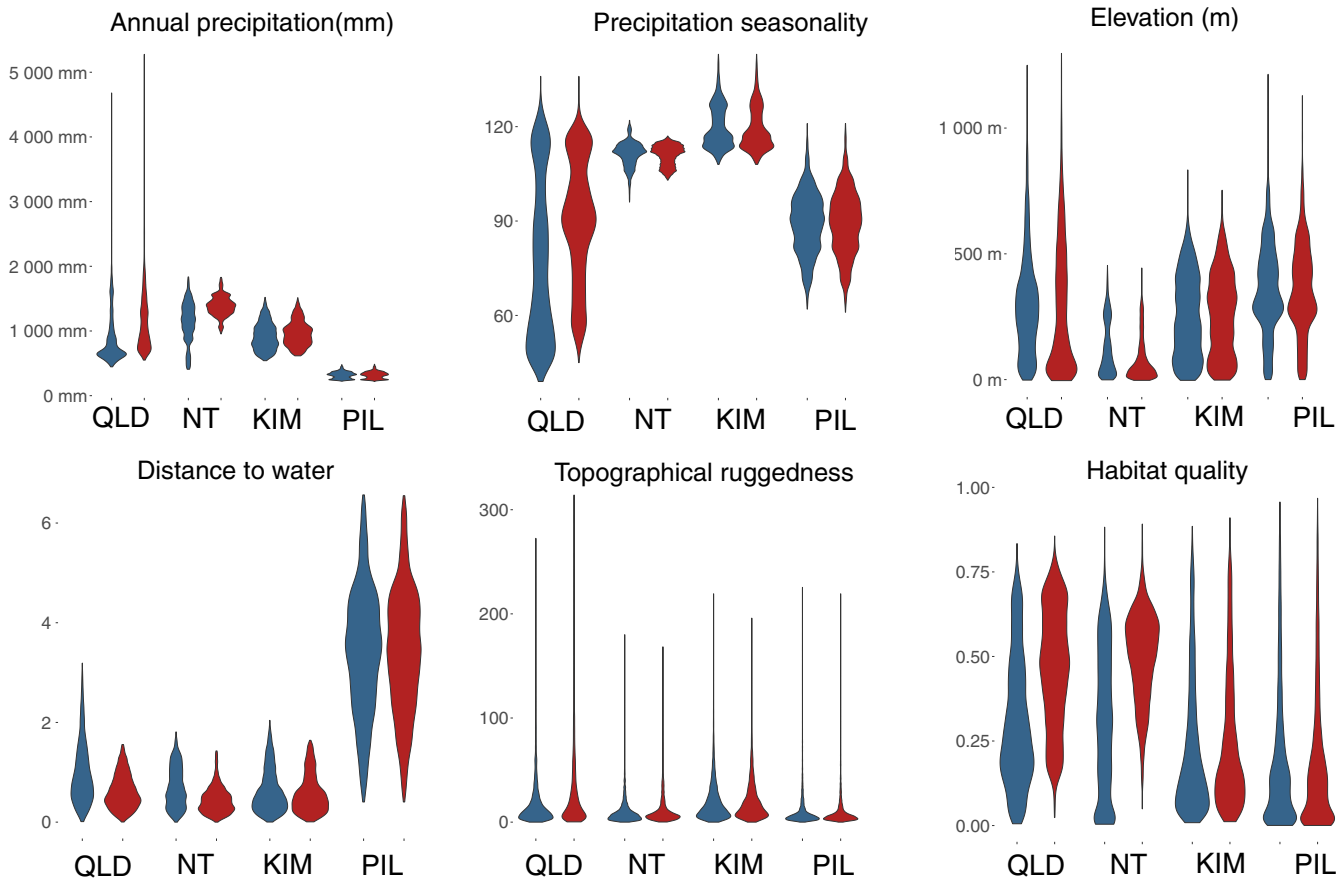 Annual precipitation(mm)
5 000 mm
4 000 mm
3 000 mm
2 000 mm
1 000 mm
0 mm
QLD NT KIM PIL
Precipitation seasonality
120
90
60
QLD NT KIM PIL
Elevation (m)
1 000 m
500 m
0 m
QLD NT KIM PIL
Distance to water
6
4
2
0
QLD NT KIM PIL
Topographical ruggedness
300
200
100
0
QLD NT KIM PIL
Habitat quality
1.00
0.75
0.50
0.25
0.00
QLD NT KIM PIL